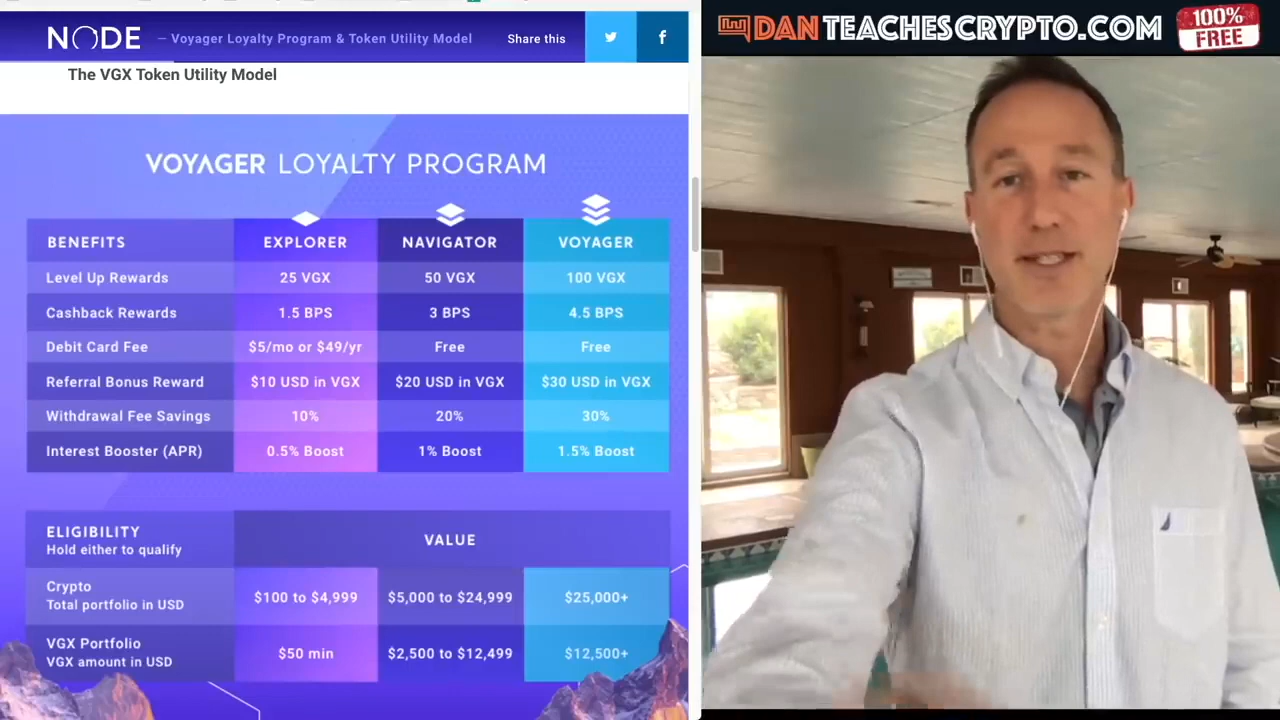 NODE – Voyager Loyalty Program & Token Utility Model Share this
The VGX Token Utility Model
VOYAGER LOYALTY PROGRAM
BENEFITS EXPLORER NAVIGATOR VOYAGER
Level Up Rewards 25 VGX 50 VGX 100 VGX
Cashback Rewards 1.5 BPS 3 BPS 4.5 BPS
Debit Card Fee $5/mo or $49/yr Free Free
Referral Bonus Reward $10 USD in VGX $20 USD in VGX $30 USD in VGX
Withdrawal Fee Savings 10% 20% 30%
Interest Booster (APR) 0.5% Boost 1% Boost 1.5% Boost
ELIGIBILITY
Hold either to qualify
VALUE
Crypto
Total portfolio in USD
$100 to $4,999 $5,000 to $24,999 $25,000+
VGX Portfolio
VGX amount in USD
$50 min $2,500 to $12,499 $12,500+
DANTEACHESCRYPTO.COM
100%
FREE